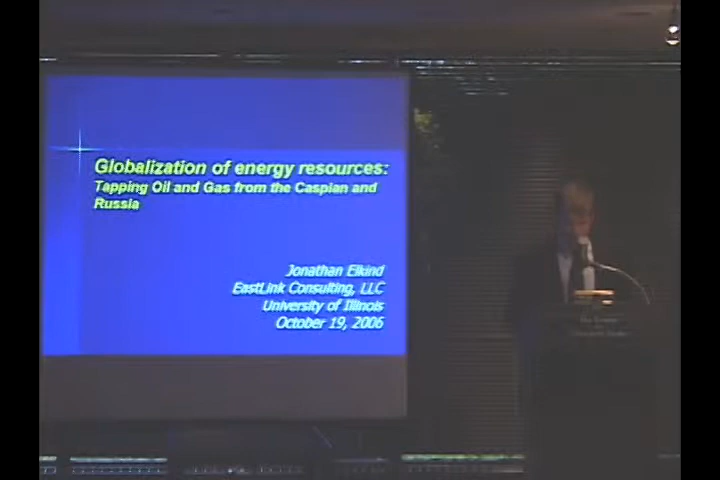 Globalization of energy resources:
Tapping Oil and Gas from the Caspian and
Russia
Jonathan Elkind
EastLink Consulting, LLC
University of Illinois
October 19, 2006